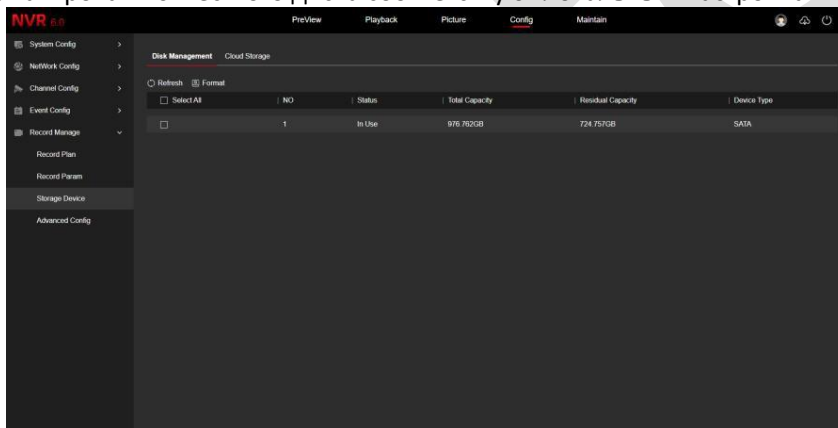 NVR 6.0
PreView Playback Picture Config Maintain
System Config
NetWork Config
Channel Config
Event Config
Record Manage
Record Plan
Record Param
Storage Device
Advanced Config
Disk Management Cloud Storage
Refresh Format
Select All NO Status Total Capacity Residual Capacity Device Type
1 In Use 976.762GB 724.757GB SATA